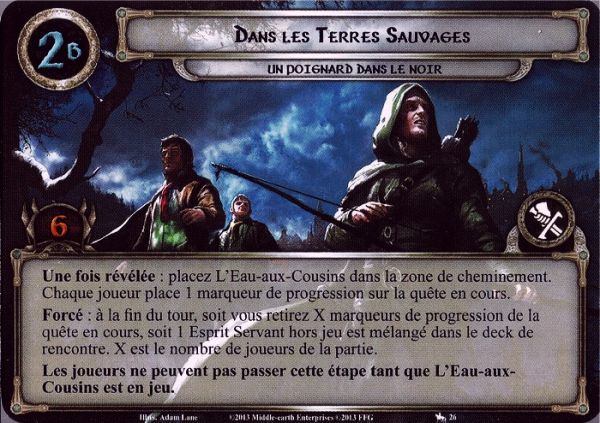 2B
DANS LES TERRES SAUVAGES
UN POIGNARD DANS LE NOIR
6
Une fois révélée : placez L'Eau-aux-Cousins dans la zone de cheminement.
Chaque joueur place 1 marqueur de progression sur la quête en cours.
Forcé : à la fin du tour, soit vous retirez X marqueurs de progression de la
quête en cours, soit 1 Esprit Servant hors jeu est mélangé dans le deck de
rencontre. X est le nombre de joueurs de la partie.
Les joueurs ne peuvent pas passer cette étape tant que L'Eau-aux-
Cousins est en jeu.
Illus. Adam Lane ©2013 Middle-earth Enterprises ©2013 FFG 26